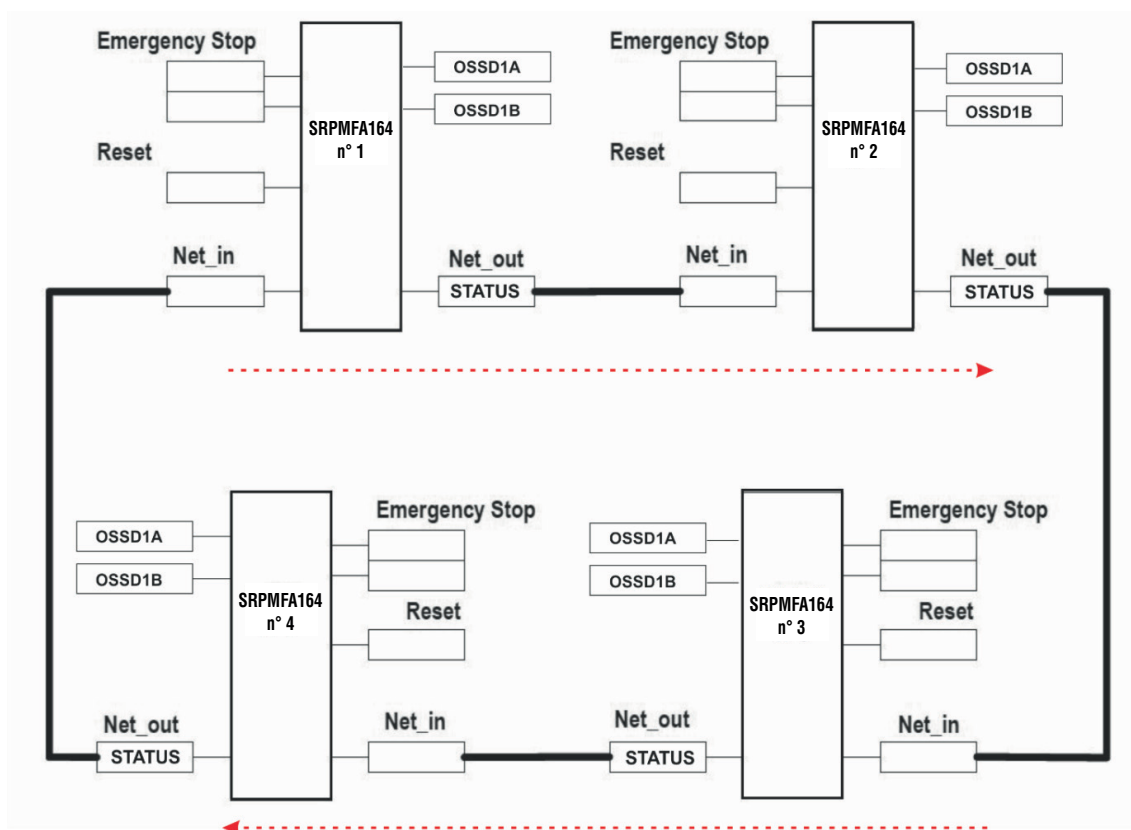 Emergency Stop
OSSD1A
OSSD1B
SRPMFA164
n° 1
Reset
Net_in
Net_out
STATUS
Emergency Stop
OSSD1A
OSSD1B
SRPMFA164
n° 2
Reset
Net_in
Net_out
STATUS
OSSD1A
OSSD1B
SRPMFA164
n° 4
Emergency Stop
Reset
Net_out
STATUS
Net_in
OSSD1A
OSSD1B
SRPMFA164
n° 3
Emergency Stop
Reset
Net_out
STATUS
Net_in